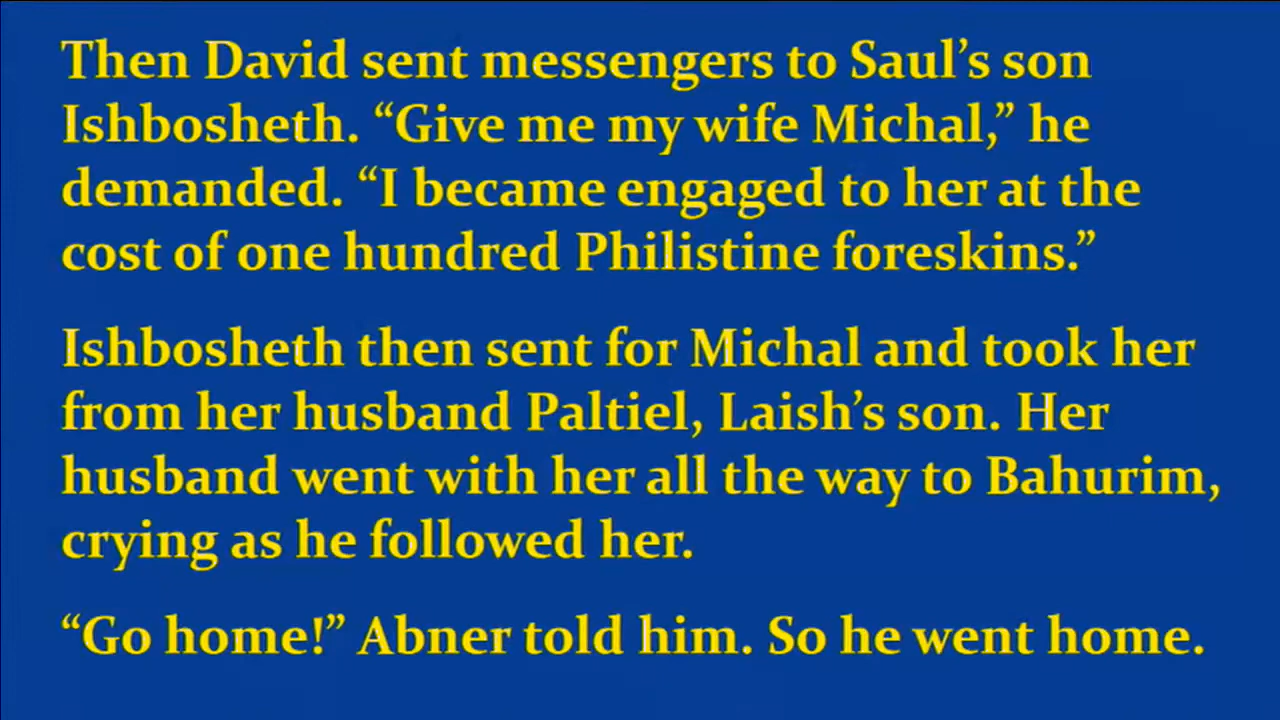 Then David sent messengers to Saul’s son
Ishbosheth. “Give me my wife Michal,” he
demanded. “I became engaged to her at the
cost of one hundred Philistine foreskins.”
Ishbosheth then sent for Michal and took her
from her husband Paltiel, Laish’s son. Her
husband went with her all the way to Bahurim,
crying as he followed her.
“Go home!” Abner told him. So he went home.